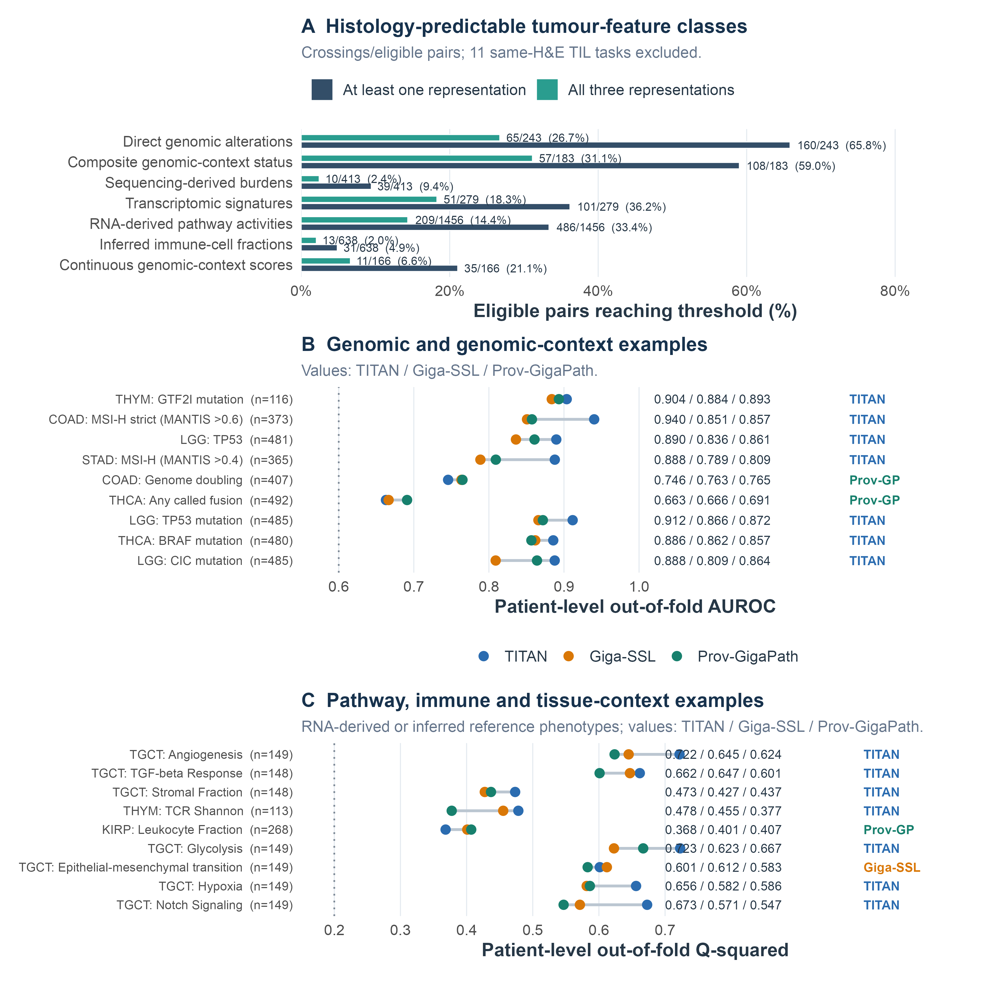 A Histology-predictable tumour-feature classes
Crossings/eligible pairs; 11 same-H&E TIL tasks excluded.
At least one representation All three representations
Direct genomic alterations 65/243 (26.7%) 160/243 (65.8%)
Composite genomic-context status 57/183 (31.1%) 108/183 (59.0%)
Sequencing-derived burdens 10/413 (2.4%) 39/413 (9.4%)
Transcriptomic signatures 51/279 (18.3%) 101/279 (36.2%)
RNA-derived pathway activities 209/1456 (14.4%) 486/1456 (33.4%)
Inferred immune-cell fractions 13/638 (2.0%) 31/638 (4.9%)
Continuous genomic-context scores 11/166 (6.6%) 35/166 (21.1%)
0% 20% 40% 60% 80%
Eligible pairs reaching threshold (%)
B Genomic and genomic-context examples
Values: TITAN / Giga-SSL / Prov-GigaPath.
THYM: GTF2I mutation (n=116) 0.904 / 0.884 / 0.893 TITAN
COAD: MSI-H strict (MANTIS >0.6) (n=373) 0.940 / 0.851 / 0.857 TITAN
LGG: TP53 (n=481) 0.890 / 0.836 / 0.861 TITAN
STAD: MSI-H (MANTIS >0.4) (n=365) 0.888 / 0.789 / 0.809 TITAN
COAD: Genome doubling (n=407) 0.746 / 0.763 / 0.765 Prov-GP
THCA: Any called fusion (n=492) 0.663 / 0.666 / 0.691 Prov-GP
LGG: TP53 mutation (n=485) 0.912 / 0.866 / 0.872 TITAN
THCA: BRAF mutation (n=480) 0.886 / 0.862 / 0.857 TITAN
LGG: CIC mutation (n=485) 0.888 / 0.809 / 0.864 TITAN
0.6 0.7 0.8 0.9 1.0
Patient-level out-of-fold AUROC
TITAN Giga-SSL Prov-GigaPath
C Pathway, immune and tissue-context examples
RNA-derived or inferred reference phenotypes; values: TITAN / Giga-SSL / Prov-GigaPath.
TGCT: Angiogenesis (n=149) 0.722 / 0.645 / 0.624 TITAN
TGCT: TGF-beta Response (n=148) 0.662 / 0.647 / 0.601 TITAN
TGCT: Stromal Fraction (n=148) 0.473 / 0.427 / 0.437 TITAN
THYM: TCR Shannon (n=113) 0.478 / 0.455 / 0.377 TITAN
KIRP: Leukocyte Fraction (n=268) 0.368 / 0.401 / 0.407 Prov-GP
TGCT: Glycolysis (n=149) 0.723 / 0.623 / 0.667 TITAN
TGCT: Epithelial-mesenchymal transition (n=149) 0.601 / 0.612 / 0.583 Giga-SSL
TGCT: Hypoxia (n=149) 0.656 / 0.582 / 0.586 TITAN
TGCT: Notch Signaling (n=149) 0.673 / 0.571 / 0.547 TITAN
0.2 0.3 0.4 0.5 0.6 0.7
Patient-level out-of-fold Q-squared